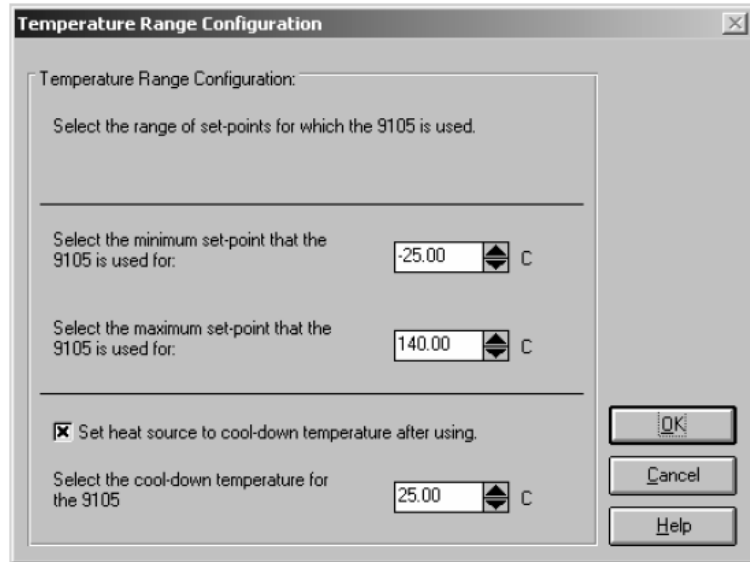 Temperature Range Configuration
Temperature Range Configuration:
Select the range of set-points for which the 9105 is used.
Select the minimum set-point that the
9105 is used for:
-25.00 C
Select the maximum set-point that the
9105 is used for:
140.00 C
Set heat source to cool-down temperature after using.
Select the cool-down temperature for
the 9105
25.00 C
OK
Cancel
Help